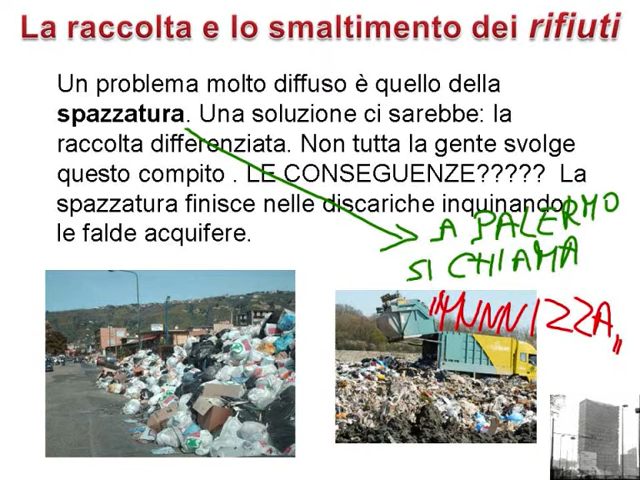 La raccolta e lo smaltimento dei rifiuti
Un problema molto diffuso è quello della
spazzatura. Una soluzione ci sarebbe: la
raccolta differenziata. Non tutta la gente svolge
questo compito . LE CONSEGUENZE????? La
spazzatura finisce nelle discariche inquinando
le falde acquifere.
A PALERMO
SI CHIAMA
"MNNNIZZA"